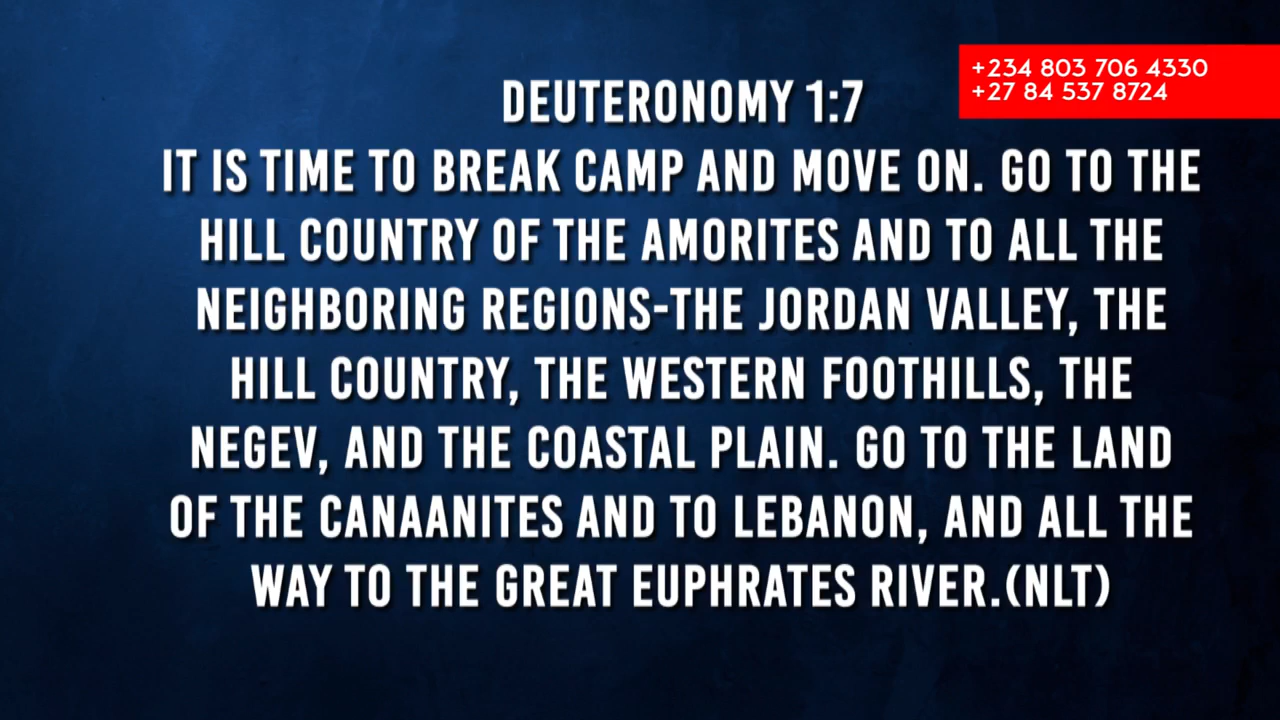 +234 803 706 4330
+27 84 537 8724
DEUTERONOMY 1:7
IT IS TIME TO BREAK CAMP AND MOVE ON. GO TO THE
HILL COUNTRY OF THE AMORITES AND TO ALL THE
NEIGHBORING REGIONS-THE JORDAN VALLEY, THE
HILL COUNTRY, THE WESTERN FOOTHILLS, THE
NEGEV, AND THE COASTAL PLAIN. GO TO THE LAND
OF THE CANAANITES AND TO LEBANON, AND ALL THE
WAY TO THE GREAT EUPHRATES RIVER.(NLT)